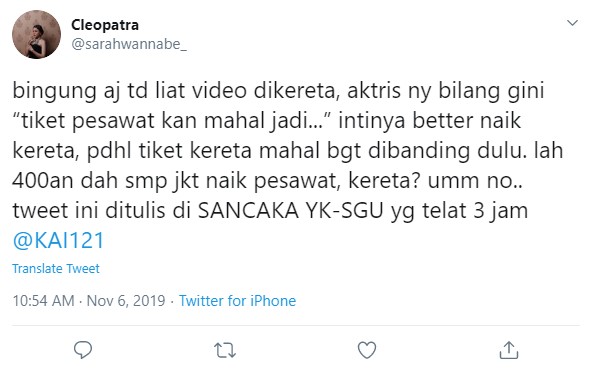 Cleopatra
@sarahwannabe_
bingung aj td liat video dikereta, aktris ny bilang gini
“tiket pesawat kan mahal jadi...” intinya better naik
kereta, pdhl tiket kereta mahal bgt dibanding dulu. lah
400an dah smp jkt naik pesawat, kereta? umm no..
tweet ini ditulis di SANCAKA YK-SGU yg telat 3 jam
@KAI121
Translate Tweet
10:54 AM · Nov 6, 2019 · Twitter for iPhone